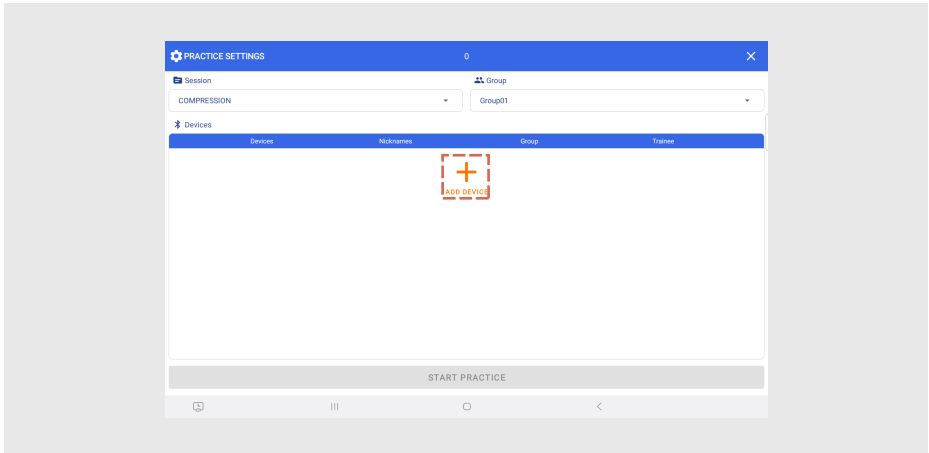 PRACTICE SETTINGS 0
Session Group
COMPRESSION Group01
Devices
Devices Nicknames Group Trainee
ADD DEVICE
START PRACTICE